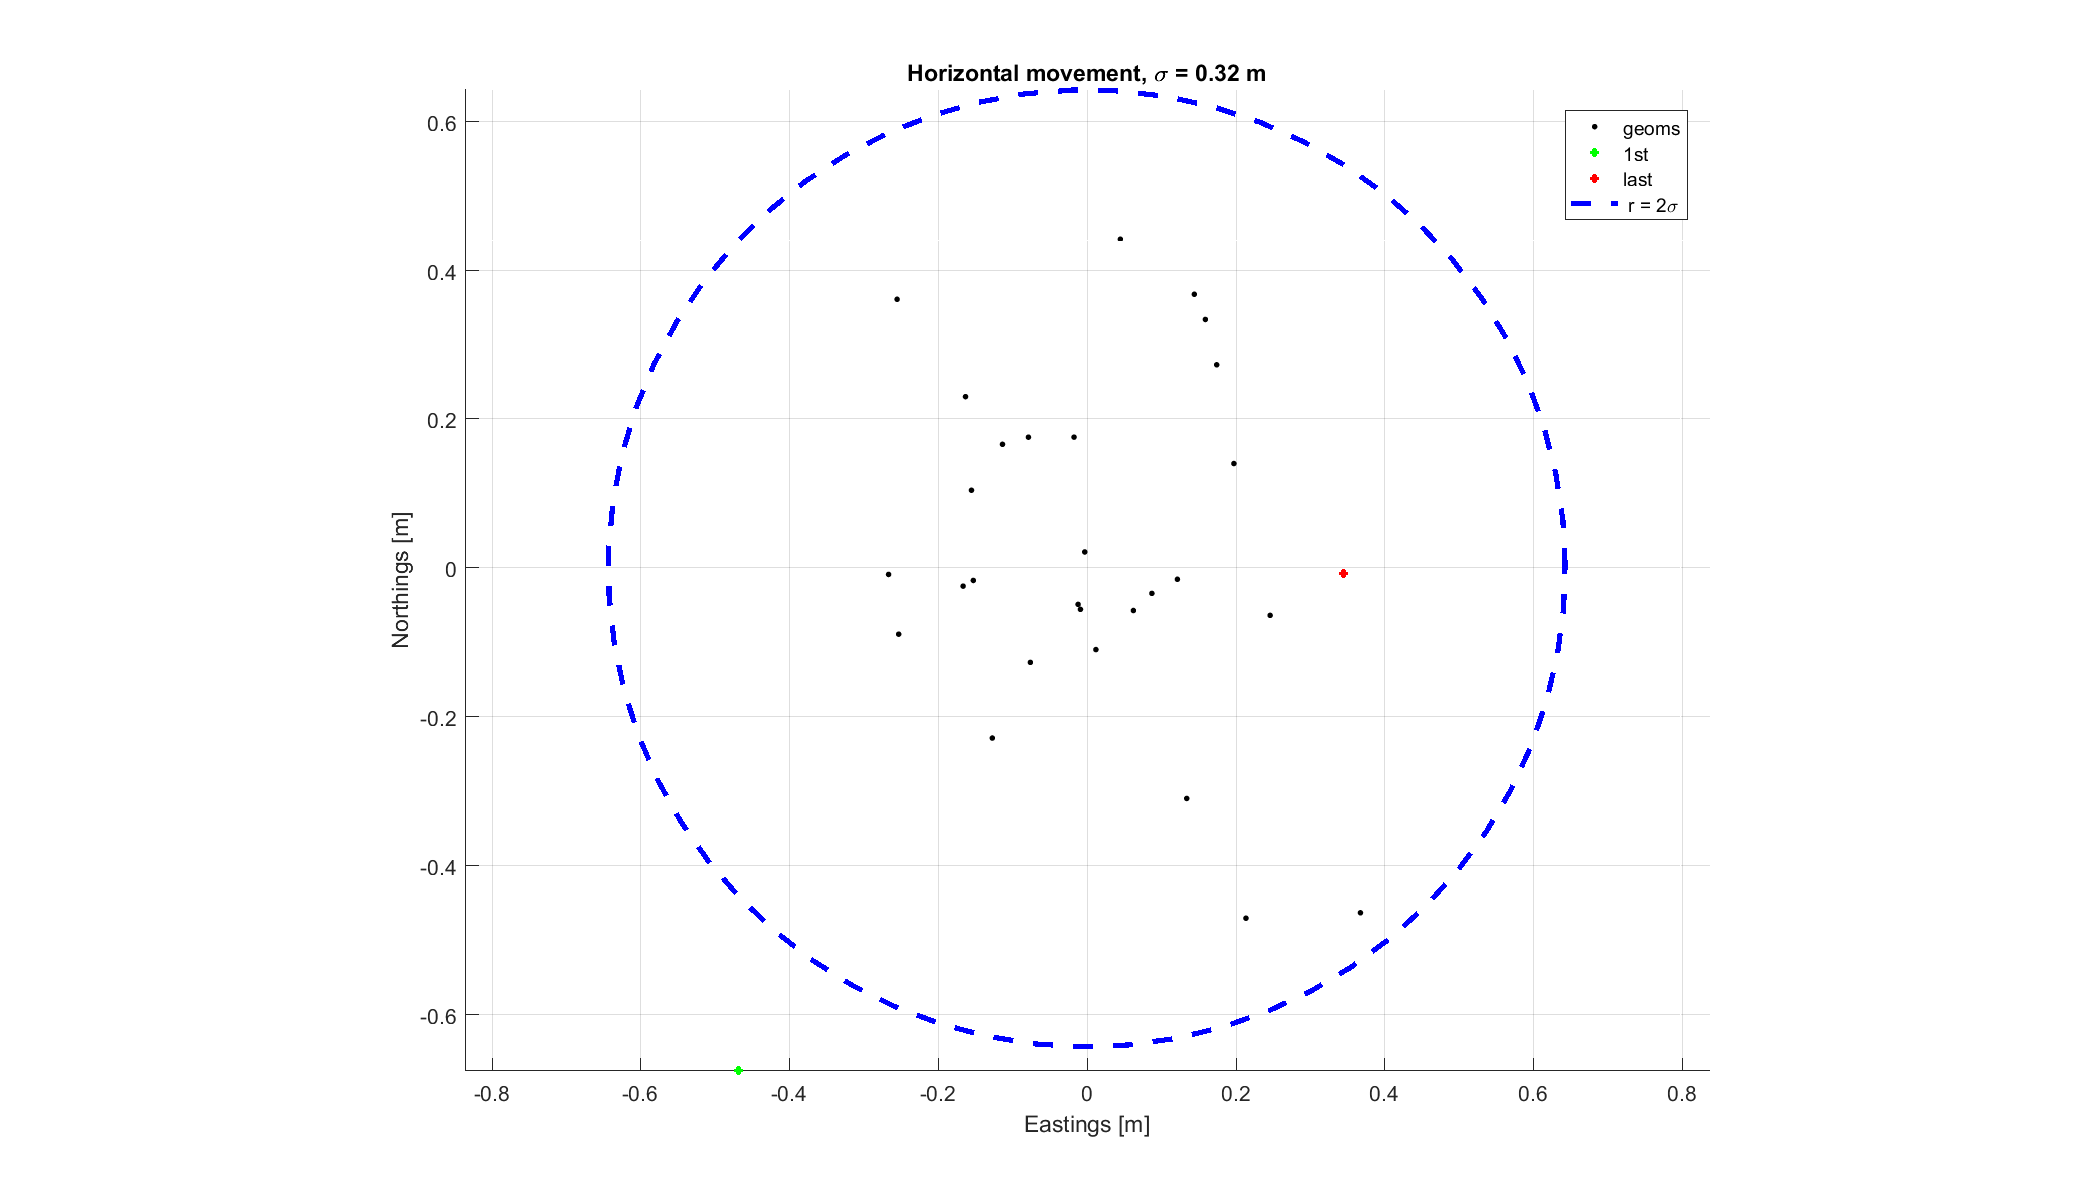 Horizontal movement, σ = 0.32 m
geoms
1st
last
r = 2σ
0.6
0.4
0.2
0
-0.2
-0.4
-0.6
Northings [m]
-0.8 -0.6 -0.4 -0.2 0 0.2 0.4 0.6 0.8
Eastings [m]